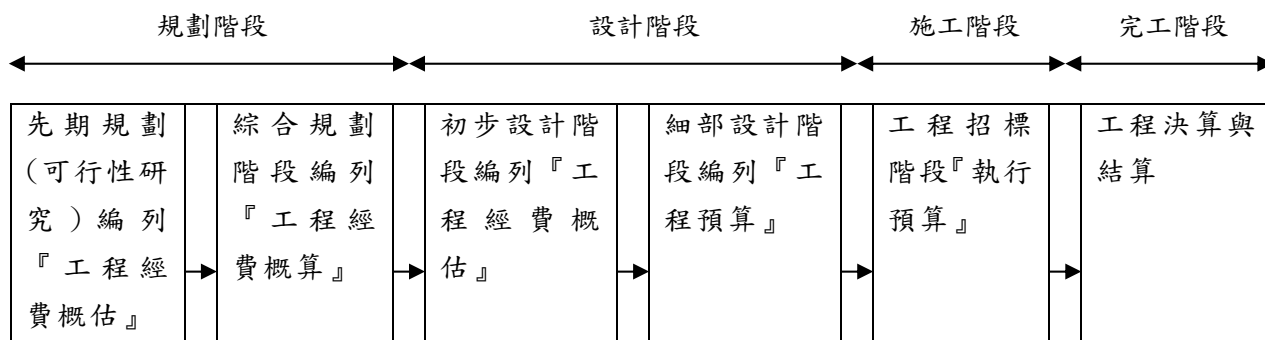 規劃階段
設計階段
施工階段
完工階段
先期規劃
(可行性研
究)編列
『工程經
費概估』
綜合規劃
階段編列
『工程經
費概算』
初步設計階
段編列『工
程經費概
估』
細部設計階
段編列『工
程預算』
工程招標
階段『執行
預算』
工程決算與
結算